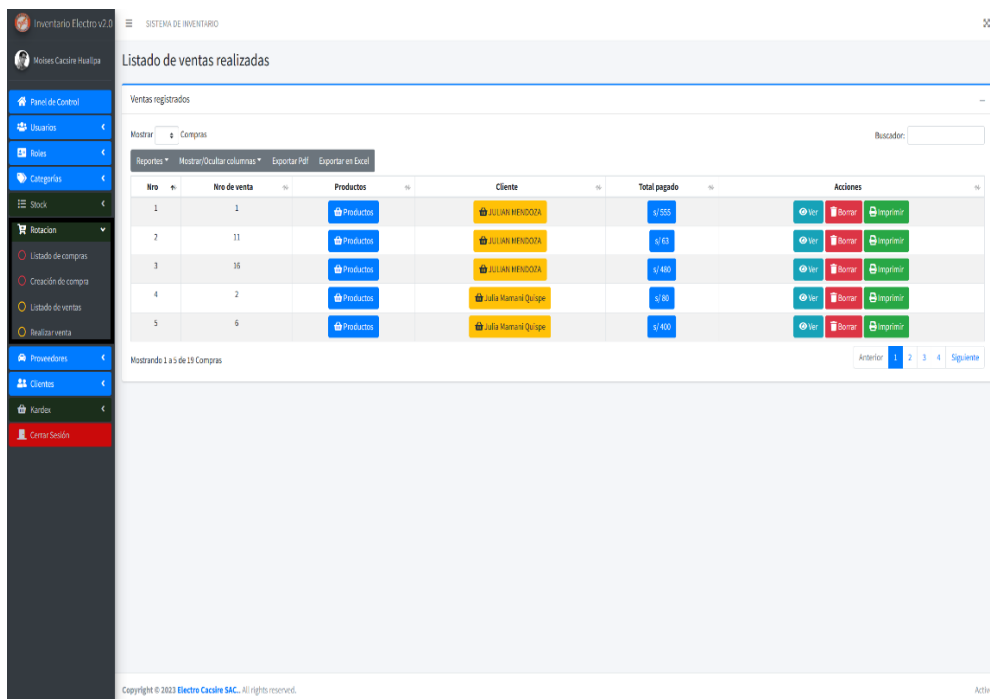 Inventario Electro v2.0
SISTEMA DE INVENTARIO
Moises Cacsire Huallpa
Panel de Control
Usuarios
Roles
Categorías
Stock
Rotacion
Listado de compras
Creación de compra
Listado de ventas
Realizar venta
Proveedores
Clientes
Kardex
Cerrar Sesión
Listado de ventas realizadas
Ventas registrados
Mostrar Compras
Buscador:
Reportes Mostrar/Ocultar columnas Exportar Pdf Exportar en Excel
Nro Nro de venta Productos Cliente Total pagado Acciones
1 1 Productos JULIAN MENDOZA s/ 555 Ver Borrar Imprimir
2 11 Productos JULIAN MENDOZA s/ 63 Ver Borrar Imprimir
3 16 Productos JULIAN MENDOZA s/ 480 Ver Borrar Imprimir
4 2 Productos Julia Mamani Quispe s/ 80 Ver Borrar Imprimir
5 6 Productos Julia Mamani Quispe s/ 400 Ver Borrar Imprimir
Mostrando 1 a 5 de 19 Compras
Anterior 1 2 3 4 Siguiente
Copyright © 2023 Electro Cacsire SAC.. All rights reserved.